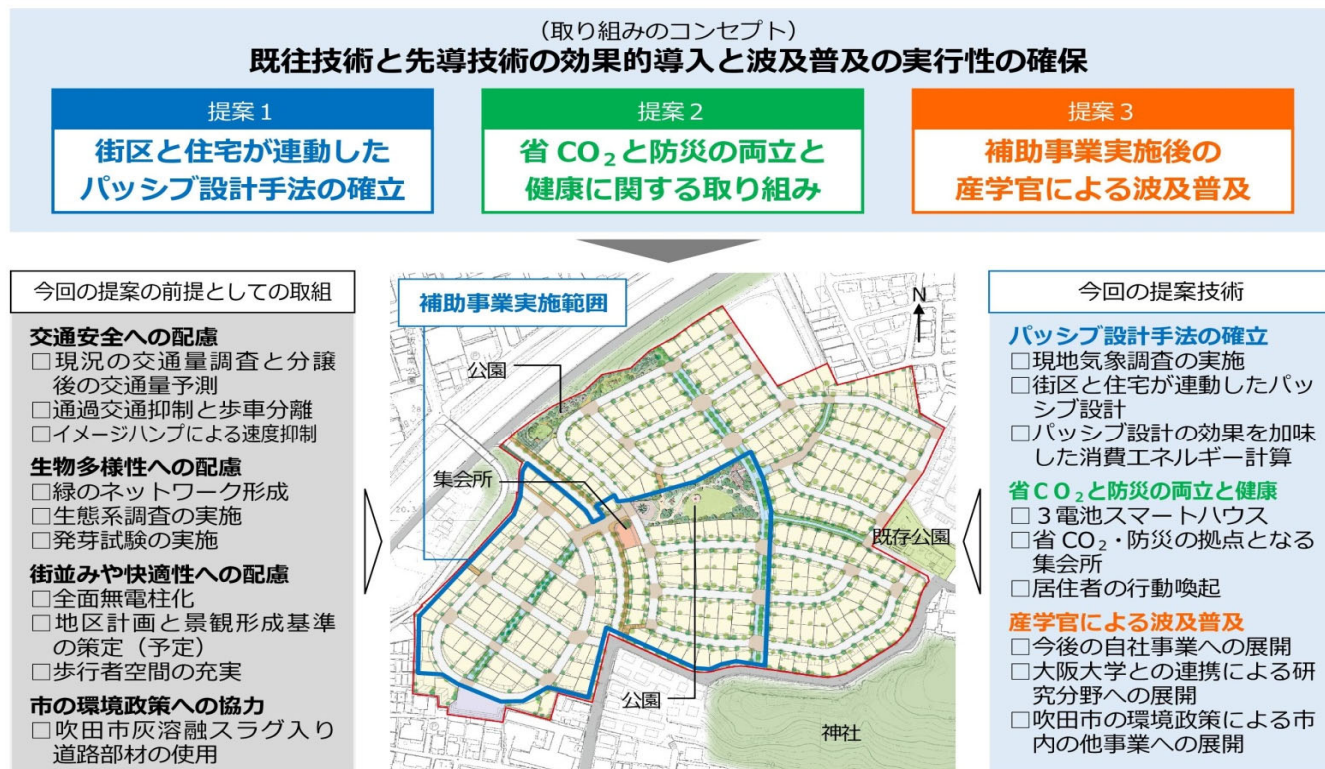 （取り組みのコンセプト）
既往技術と先導技術の効果的導入と波及普及の実行性の確保
提案１
街区と住宅が連動した
パッシブ設計手法の確立
提案２
省 CO₂と防災の両立と
健康に関する取り組み
提案３
補助事業実施後の
産学官による波及普及
今回の提案の前提としての取組
交通安全への配慮
□現況の交通量調査と分譲
後の交通量予測
□通過交通抑制と歩車分離
□イメージハンプによる速度抑制
生物多様性への配慮
□緑のネットワーク形成
□生態系調査の実施
□発芽試験の実施
街並みや快適性への配慮
□全面無電柱化
□地区計画と景観形成基準
の策定（予定）
□歩行者空間の充実
市の環境政策への協力
□吹田市灰溶融スラグ入り
道路部材の使用
補助事業実施範囲
N
公園
集会所
既存公園
公園
神社
今回の提案技術
パッシブ設計手法の確立
□現地気象調査の実施
□街区と住宅が連動したパッ
シブ設計
□パッシブ設計の効果を加味
した消費エネルギー計算
省ＣＯ₂と防災の両立と健康
□３電池スマートハウス
□省 CO₂・防災の拠点となる
集会所
□居住者の行動喚起
産学官による波及普及
□今後の自社事業への展開
□大阪大学との連携による研
究分野への展開
□吹田市の環境政策による市
内の他事業への展開